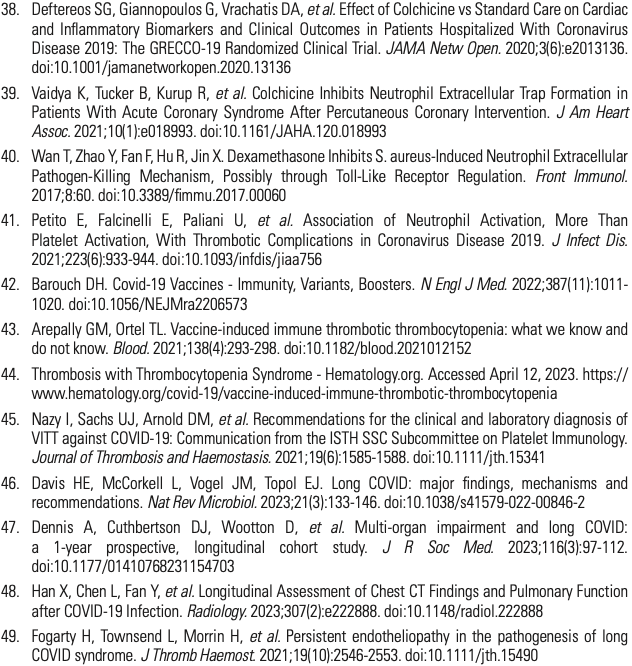 38. Deftereos SG, Giannopoulos G, Vrachatis DA, et al. Effect of Colchicine vs Standard Care on Cardiac
and Inflammatory Biomarkers and Clinical Outcomes in Patients Hospitalized With Coronavirus
Disease 2019: The GRECCO-19 Randomized Clinical Trial. JAMA Netw Open. 2020;3(6):e2013136.
doi:10.1001/jamanetworkopen.2020.13136
39. Vaidya K, Tucker B, Kurup R, et al. Colchicine Inhibits Neutrophil Extracellular Trap Formation in
Patients With Acute Coronary Syndrome After Percutaneous Coronary Intervention. J Am Heart
Assoc. 2021;10(1):e018993. doi:10.1161/JAHA.120.018993
40. Wan T, Zhao Y, Fan F, Hu R, Jin X. Dexamethasone Inhibits S. aureus-Induced Neutrophil Extracellular
Pathogen-Killing Mechanism, Possibly through Toll-Like Receptor Regulation. Front Immunol.
2017;8:60. doi:10.3389/fimmu.2017.00060
41. Petito E, Falcinelli E, Paliani U, et al. Association of Neutrophil Activation, More Than
Platelet Activation, With Thrombotic Complications in Coronavirus Disease 2019. J Infect Dis.
2021;223(6):933-944. doi:10.1093/infdis/jiaa756
42. Barouch DH. Covid-19 Vaccines - Immunity, Variants, Boosters. N Engl J Med. 2022;387(11):1011-
1020. doi:10.1056/NEJMra2206573
43. Arepally GM, Ortel TL. Vaccine-induced immune thrombotic thrombocytopenia: what we know and
do not know. Blood. 2021;138(4):293-298. doi:10.1182/blood.2021012152
44. Thrombosis with Thrombocytopenia Syndrome - Hematology.org. Accessed April 12, 2023. https://
www.hematology.org/covid-19/vaccine-induced-immune-thrombotic-thrombocytopenia
45. Nazy I, Sachs UJ, Arnold DM, et al. Recommendations for the clinical and laboratory diagnosis of
VITT against COVID-19: Communication from the ISTH SSC Subcommittee on Platelet Immunology.
Journal of Thrombosis and Haemostasis. 2021;19(6):1585-1588. doi:10.1111/jth.15341
46. Davis HE, McCorkell L, Vogel JM, Topol EJ. Long COVID: major findings, mechanisms and
recommendations. Nat Rev Microbiol. 2023;21(3):133-146. doi:10.1038/s41579-022-00846-2
47. Dennis A, Cuthbertson DJ, Wootton D, et al. Multi-organ impairment and long COVID:
a 1-year prospective, longitudinal cohort study. J R Soc Med. 2023;116(3):97-112.
doi:10.1177/01410768231154703
48. Han X, Chen L, Fan Y, et al. Longitudinal Assessment of Chest CT Findings and Pulmonary Function
after COVID-19 Infection. Radiology. 2023;307(2):e222888. doi:10.1148/radiol.222888
49. Fogarty H, Townsend L, Morrin H, et al. Persistent endotheliopathy in the pathogenesis of long
COVID syndrome. J Thromb Haemost. 2021;19(10):2546-2553. doi:10.1111/jth.15490